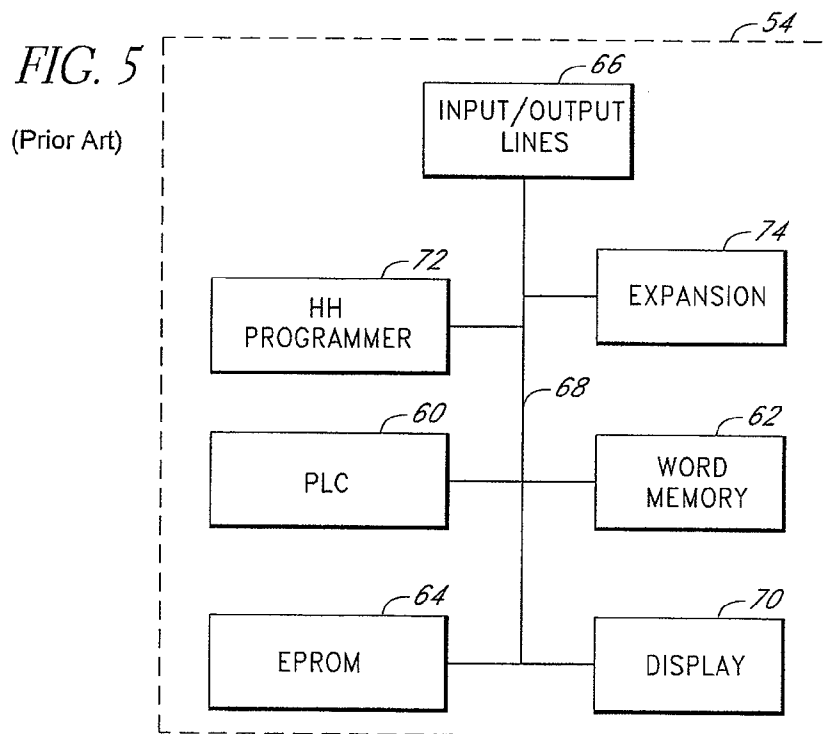 FIG. 5
(Prior Art)
54
66
INPUT/OUTPUT
LINES
74
EXPANSION
72
HH
PROGRAMMER
68
60
PLC
62
WORD
MEMORY
64
EPROM
70
DISPLAY